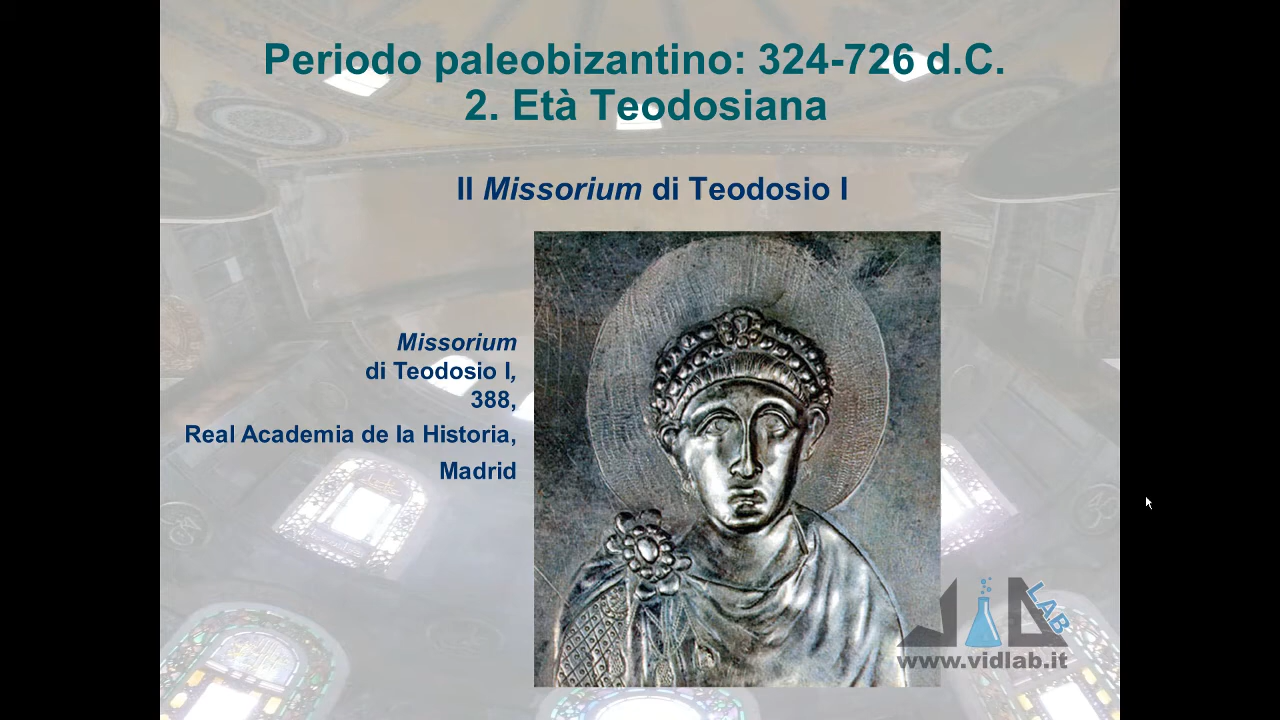 Periodo paleobizantino: 324-726 d.C.
2. Età Teodosiana
Il Missorium di Teodosio I
Missorium
di Teodosio I,
388,
Real Academia de la Historia,
Madrid
LAB
www.vidlab.it